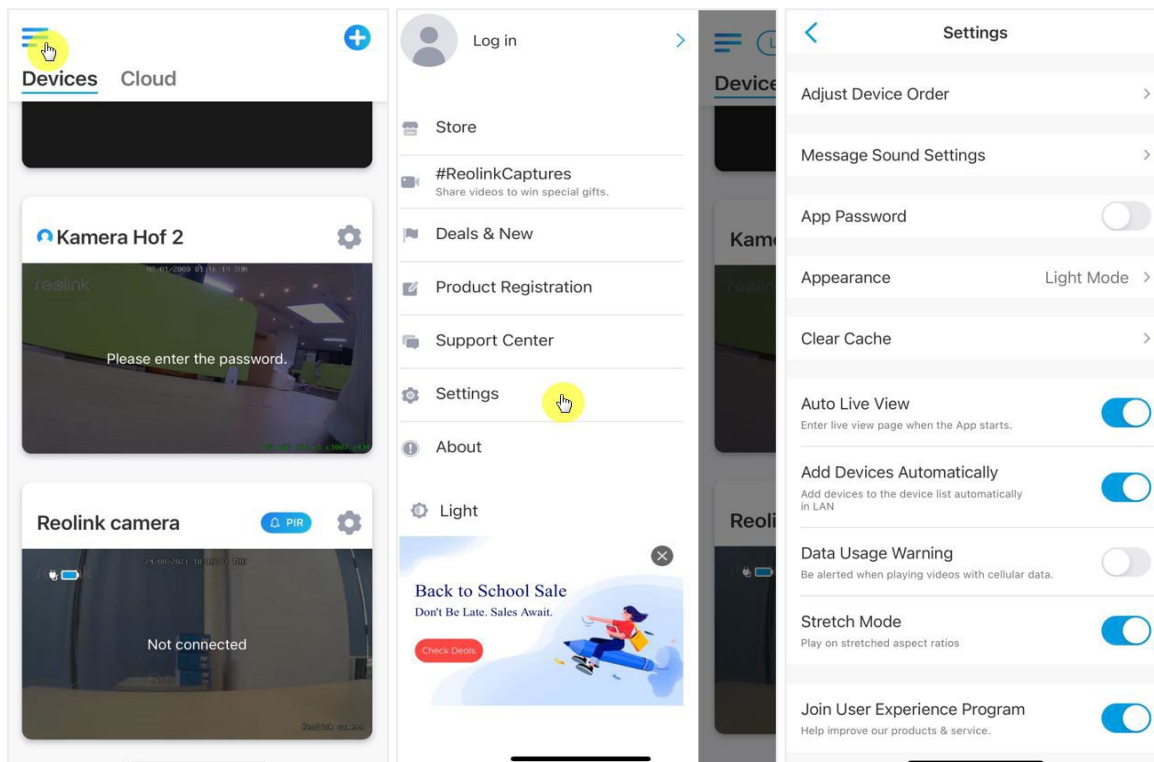 Devices
Cloud
Kamera Hof 2
reolink
Please enter the password.
Reolink camera
PIR
Not connected
Reolink camera
Log in
Store
#ReolinkCaptures
Share videos to win special gifts.
Deals & New
Product Registration
Support Center
Settings
About
Light
Back to School Sale
Don't Be Late. Sales Await.
Check Deals
Device
Kam
Reoli
Settings
Adjust Device Order
Message Sound Settings
App Password
Appearance
Light Mode
Clear Cache
Auto Live View
Enter live view page when the App starts.
Add Devices Automatically
Add devices to the device list automatically
in LAN
Data Usage Warning
Be alerted when playing videos with cellular data.
Stretch Mode
Play on stretched aspect ratios
Join User Experience Program
Help improve our products & service.